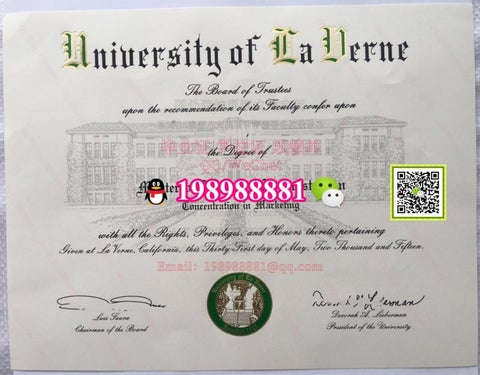 University of La Verne
The Board of Trustees
upon the recommendation of its Faculty confer upon
the Degree of
198988881
Concentration in Marketing
with all the Rights, Privileges, and Honors thereto pertaining
Given at La Verne, California, this Thirty-First day of May, Two Thousand and Fifteen.
Email: 198988881@qq.com
Luis Faura
Chairman of the Board
Devorah A. Lieberman
President of the University